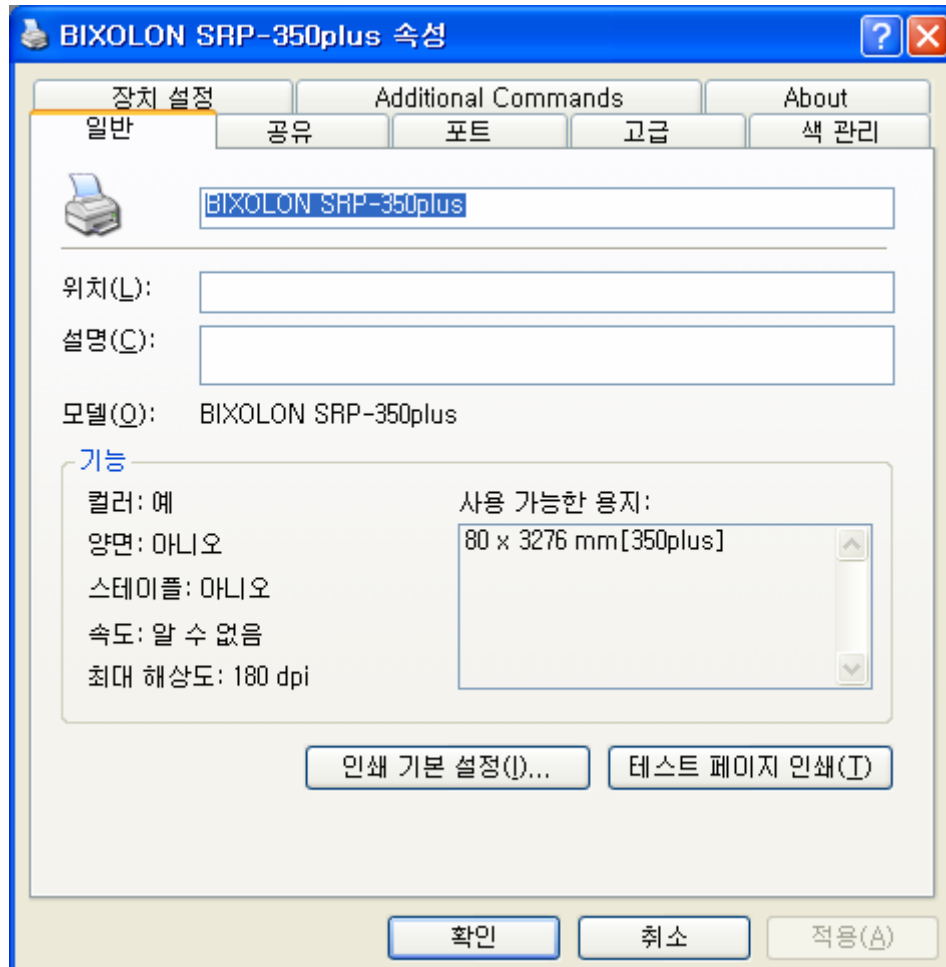 BIXOLON SRP-350plus 속성
장치 설정 Additional Commands About
일반 공유 포트 고급 색 관리
BIXOLON SRP-350plus
위치(L):
설명(C):
모델(O): BIXOLON SRP-350plus
기능
컬러: 예
양면: 아니오
스테이플: 아니오
속도: 알 수 없음
최대 해상도: 180 dpi
사용 가능한 용지:
80 x 3276 mm[350plus]
인쇄 기본 설정(I)... 테스트 페이지 인쇄(T)
확인 취소 적용(A)